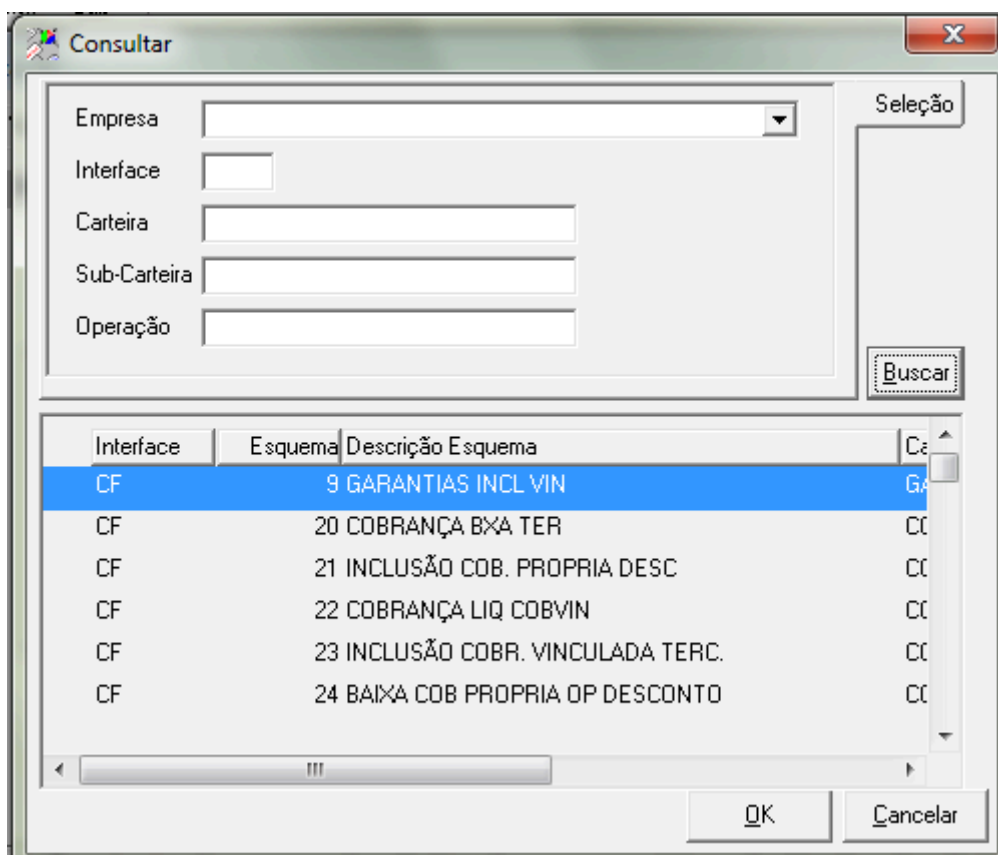 Consultar
Seleção
Empresa
Interface
Carteira
Sub-Carteira
Operação
Buscar
Interface Esquema Descrição Esquema
CF 9 GARANTIAS INCL VIN
CF 20 COBRANÇA BXA TER
CF 21 INCLUSÃO COB. PROPRIA DESC
CF 22 COBRANÇA LIQ COBVIN
CF 23 INCLUSÃO COBR. VINCULADA TERC.
CF 24 BAIXA COB PROPRIA OP DESCONTO
OK Cancelar